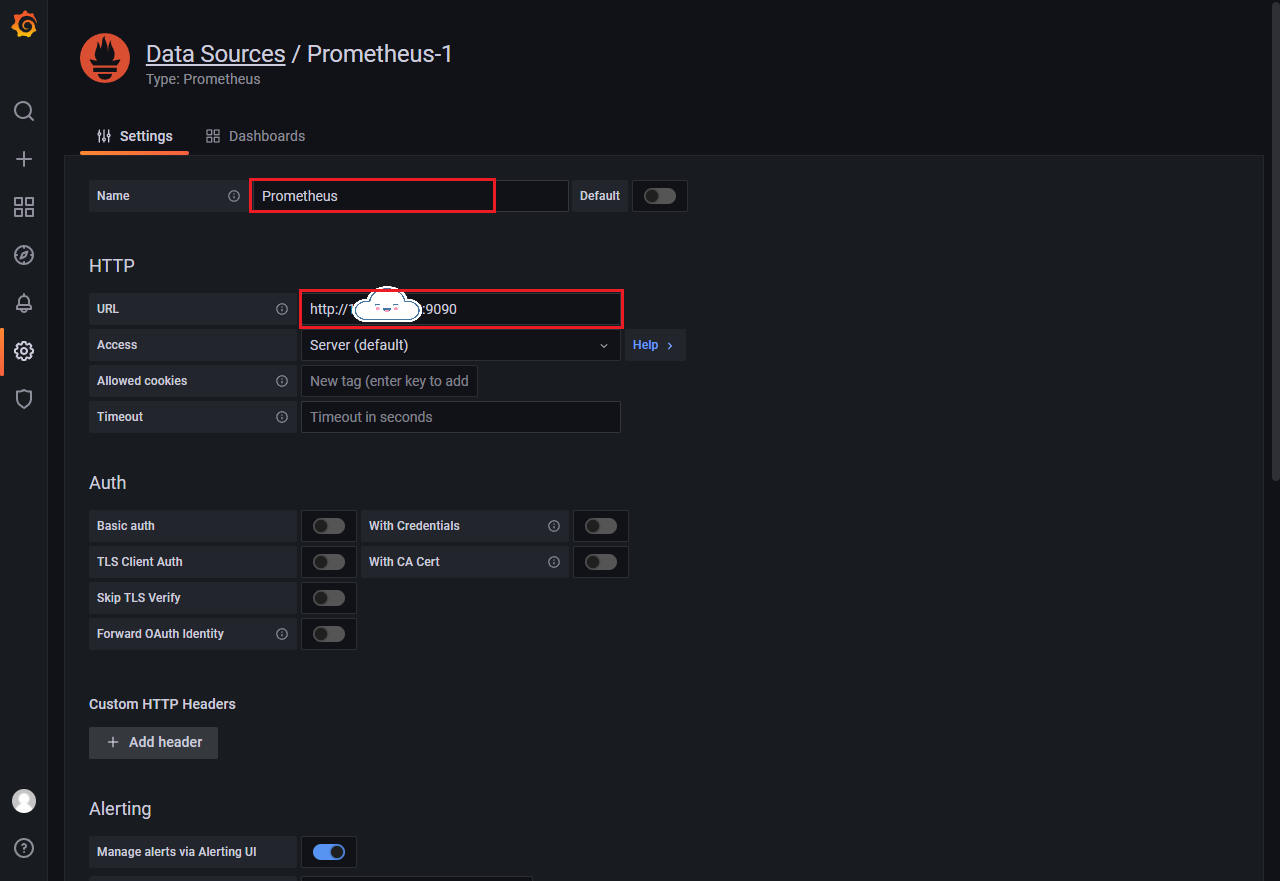 Data Sources / Prometheus-1
Type: Prometheus
Settings Dashboards
Name Prometheus Default
HTTP
URL http://1 :9090
Access Server (default) Help
Allowed cookies New tag (enter key to add
Timeout Timeout in seconds
Auth
Basic auth With Credentials
TLS Client Auth With CA Cert
Skip TLS Verify
Forward OAuth Identity
Custom HTTP Headers
Add header
Alerting
Manage alerts via Alerting UI